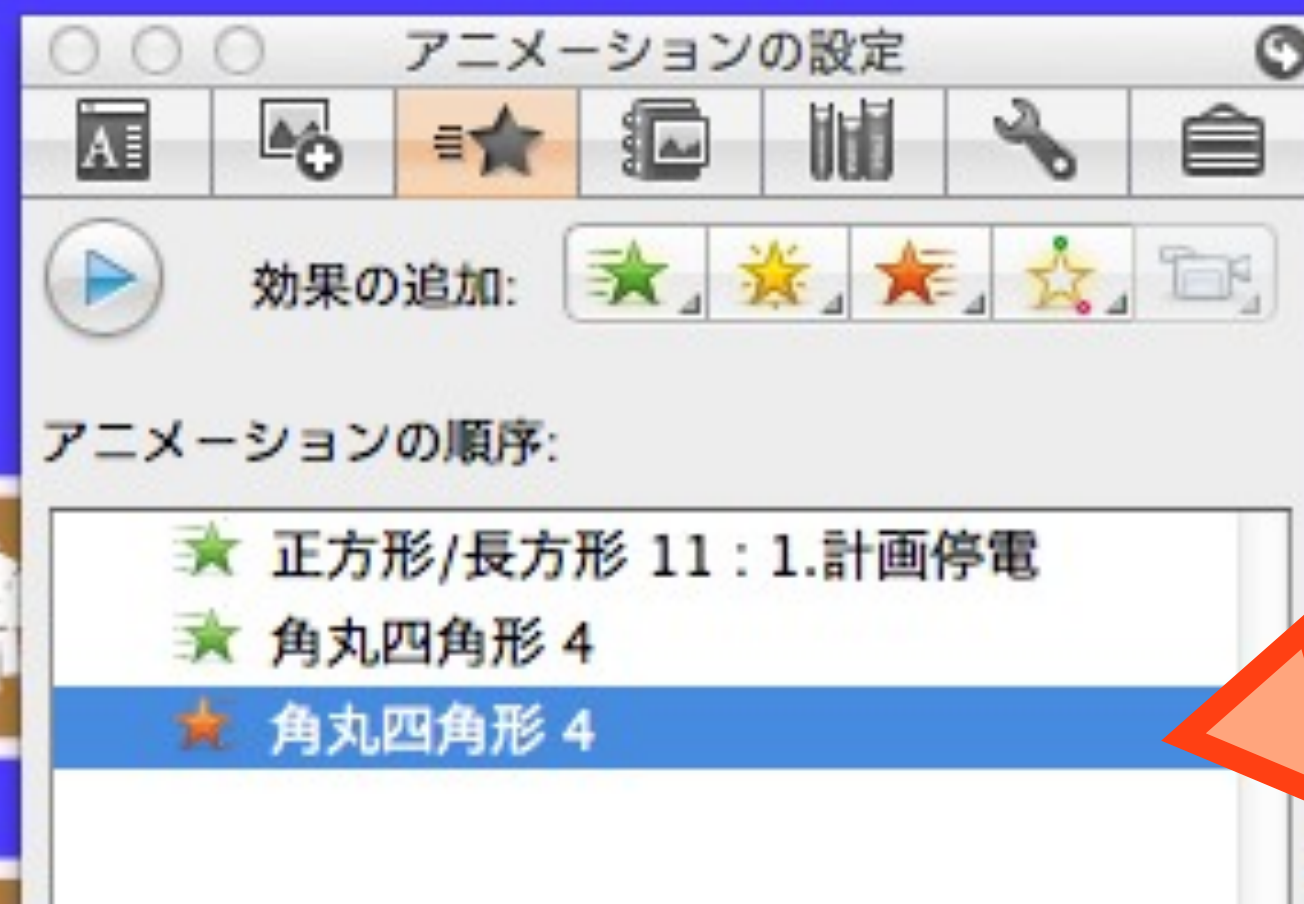 アニメーションの設定
A
効果の追加:
アニメーションの順序:
正方形/長方形 11 : 1.計画停電
角丸四角形 4
角丸四角形 4